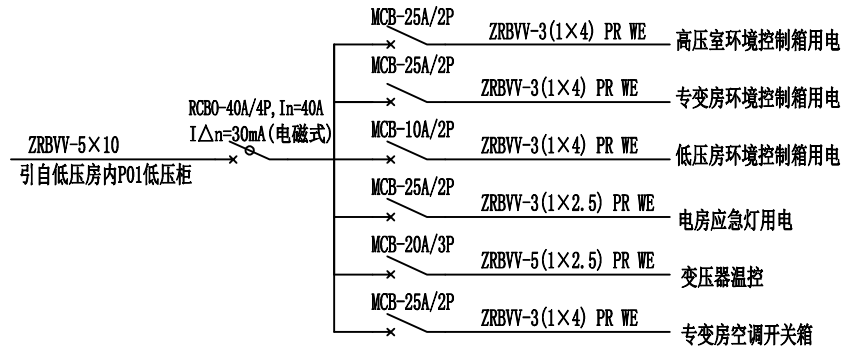 MCB-25A/2P
ZRBVV-3(1×4) PR WE
高压室环境控制箱用电
MCB-25A/2P
ZRBVV-3(1×4) PR WE
专变房环境控制箱用电
RCBO-40A/4P,In=40A
I△n=30mA(电磁式)
ZRBVV-5×10
引自低压房内P01低压柜
MCB-10A/2P
ZRBVV-3(1×4) PR WE
低压房环境控制箱用电
MCB-25A/2P
ZRBVV-3(1×2.5) PR WE
电房应急灯用电
MCB-20A/3P
ZRBVV-5(1×2.5) PR WE
变压器温控
MCB-25A/2P
ZRBVV-3(1×4) PR WE
专变房空调开关箱